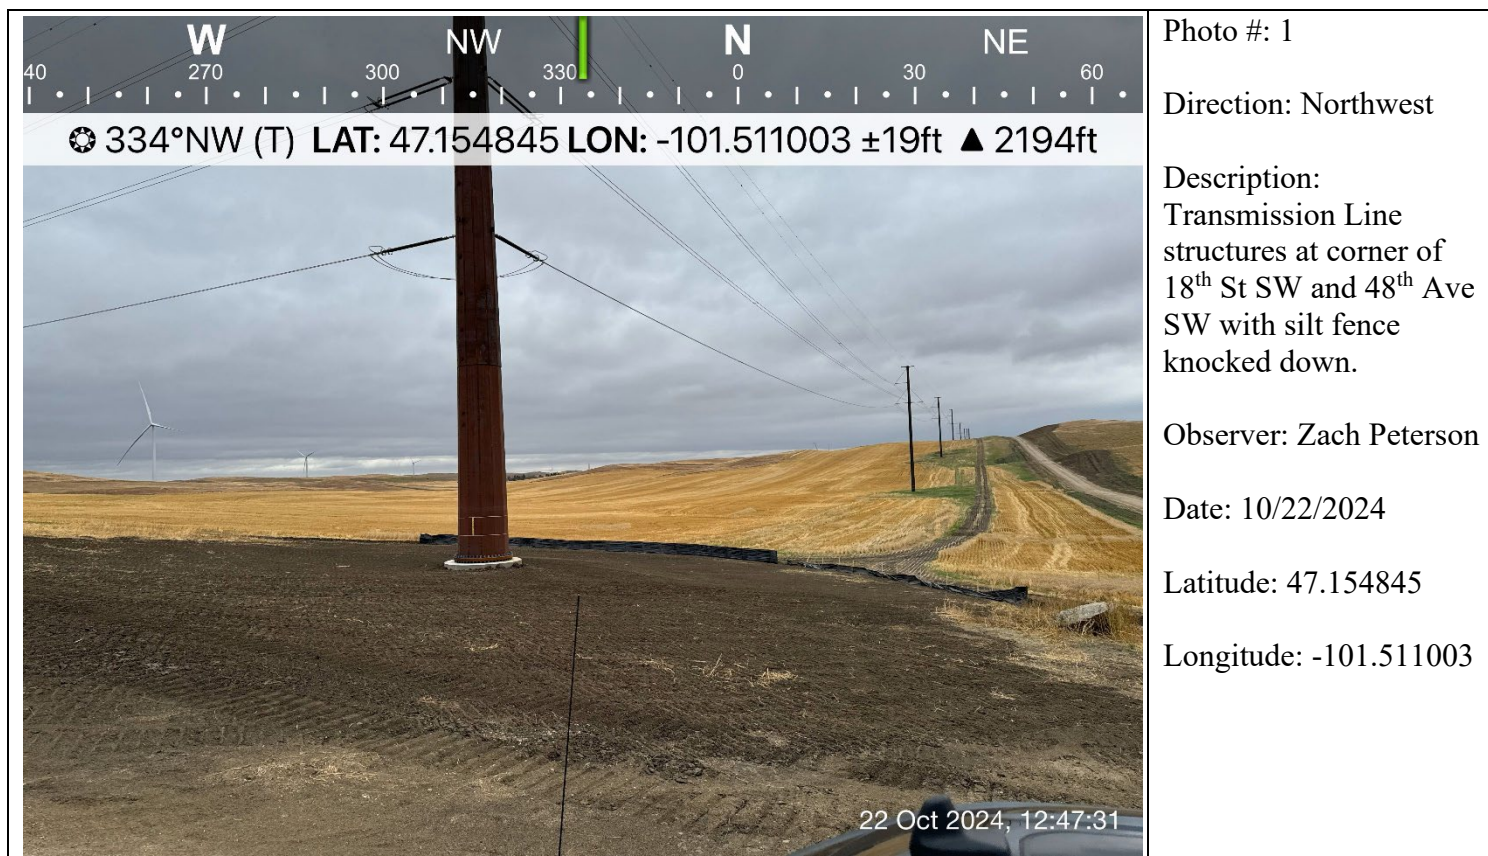 W NW N NE
40 270 300 330 0 30 60
334°NW (T) LAT: 47.154845 LON: -101.511003 ±19ft ▲ 2194ft
22 Oct 2024, 12:47:31
Photo #: 1
Direction: Northwest
Description:
Transmission Line
structures at corner of
18th St SW and 48th Ave
SW with silt fence
knocked down.
Observer: Zach Peterson
Date: 10/22/2024
Latitude: 47.154845
Longitude: -101.511003